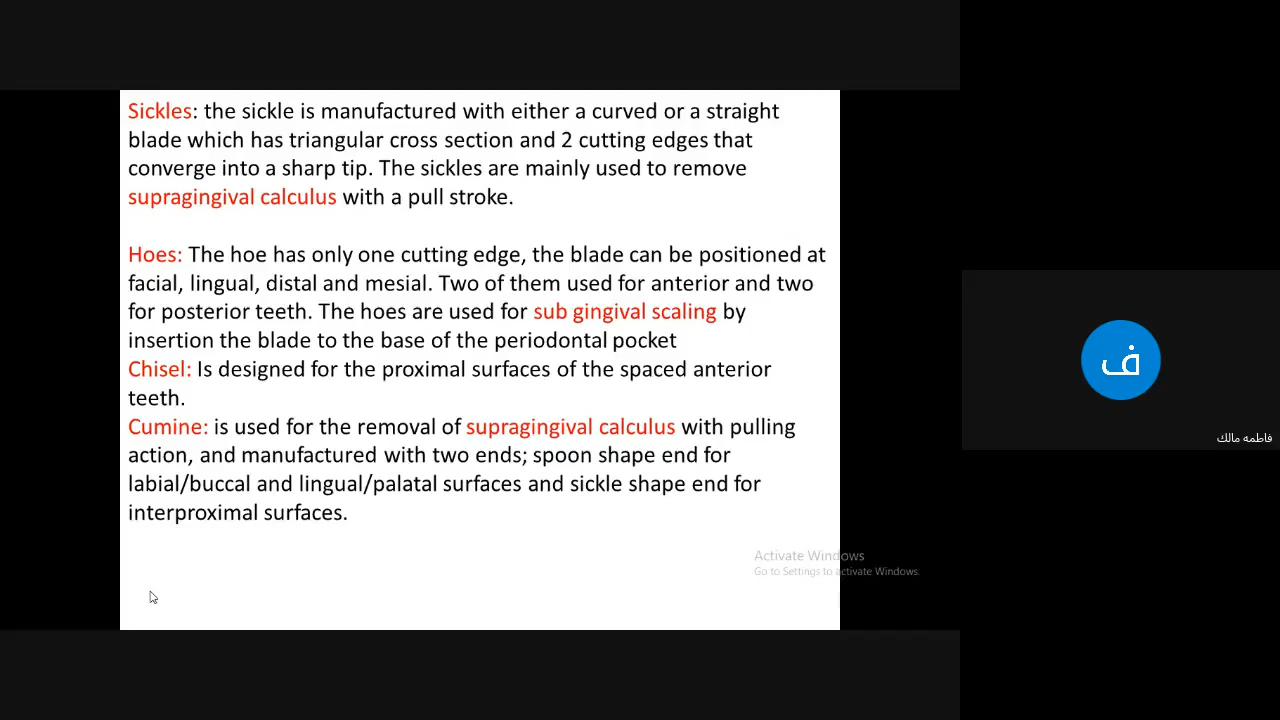 Sickles: the sickle is manufactured with either a curved or a straight
blade which has triangular cross section and 2 cutting edges that
converge into a sharp tip. The sickles are mainly used to remove
supragingival calculus with a pull stroke.
Hoes: The hoe has only one cutting edge, the blade can be positioned at
facial, lingual, distal and mesial. Two of them used for anterior and two
for posterior teeth. The hoes are used for sub gingival scaling by
insertion the blade to the base of the periodontal pocket
Chisel: Is designed for the proximal surfaces of the spaced anterior
teeth.
Cumine: is used for the removal of supragingival calculus with pulling
action, and manufactured with two ends; spoon shape end for
labial/buccal and lingual/palatal surfaces and sickle shape end for
interproximal surfaces.
Activate Windows
Go to Settings to activate Windows.
ف
فاطمه مالك